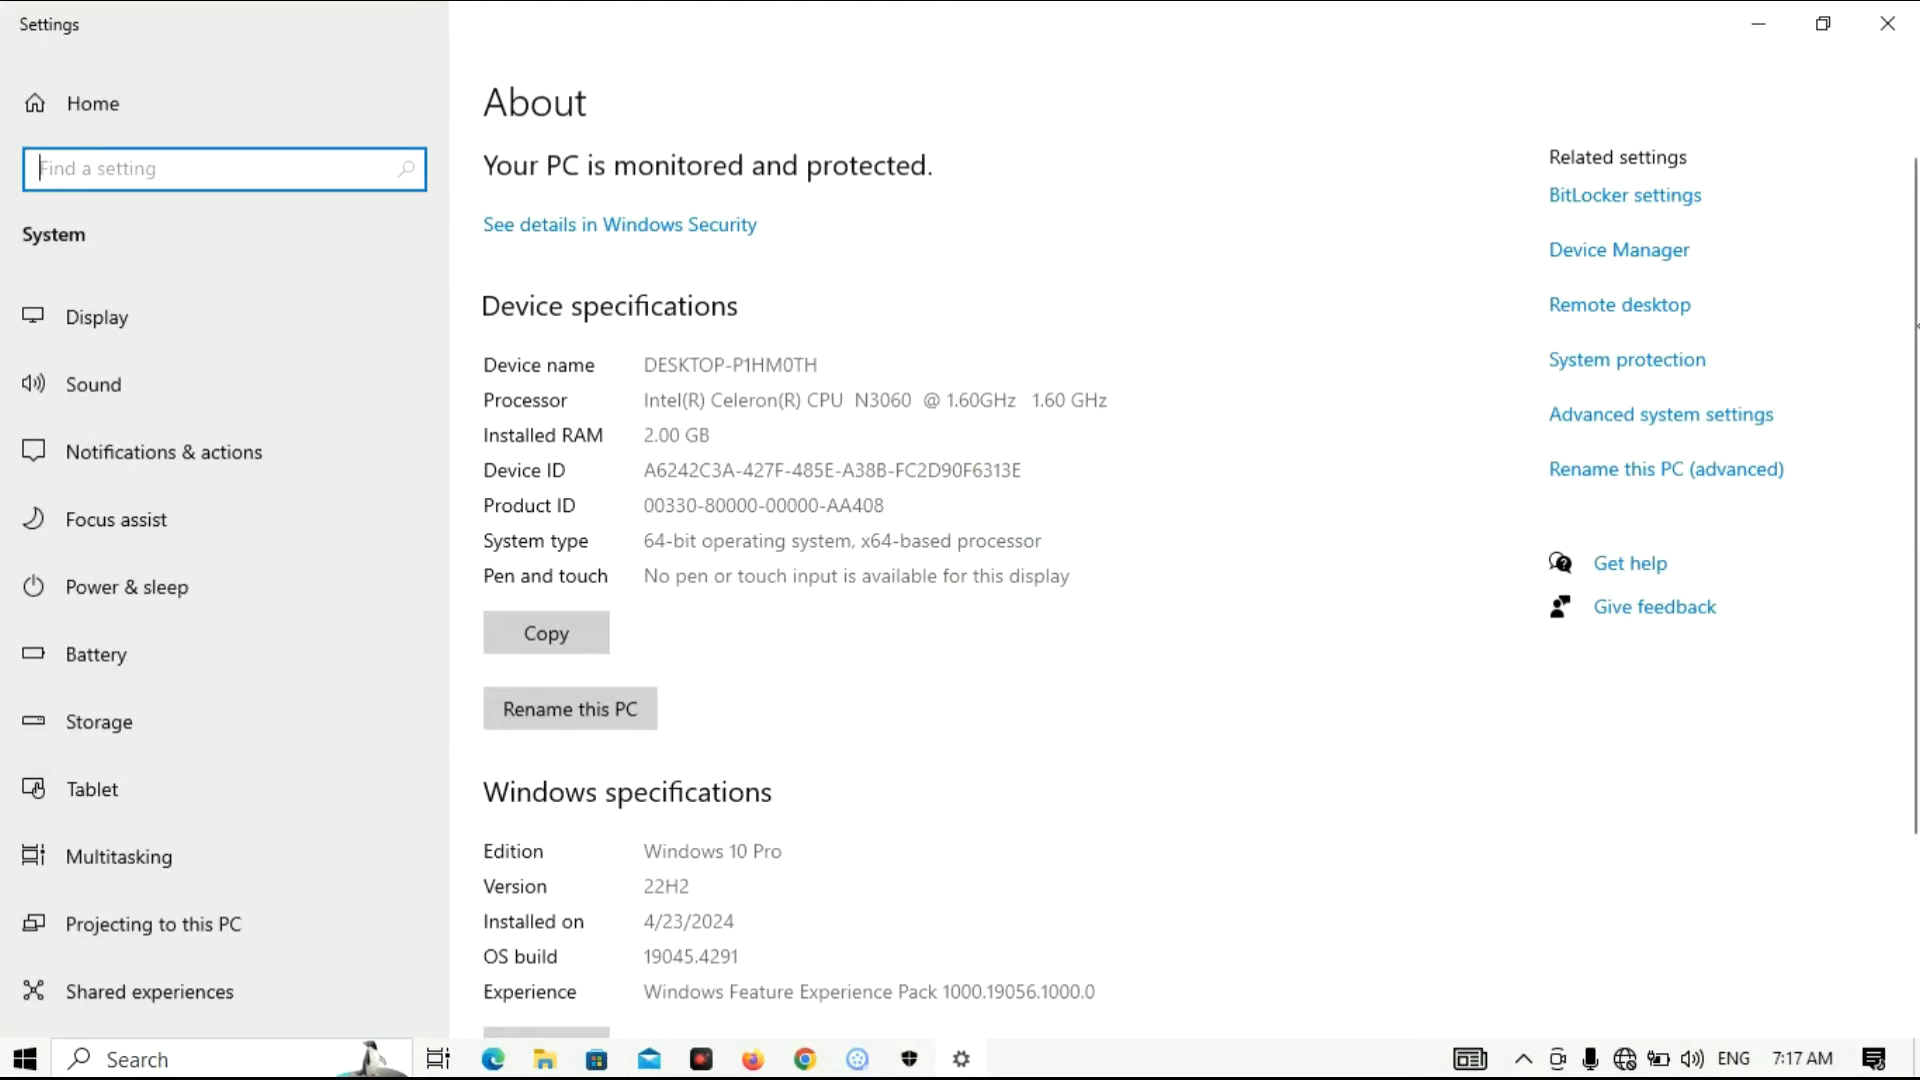 Settings
Home
Find a setting
System
Display
Sound
Notifications & actions
Focus assist
Power & sleep
Battery
Storage
Tablet
Multitasking
Projecting to this PC
Shared experiences
About
Your PC is monitored and protected.
See details in Windows Security
Device specifications
Device name DESKTOP-P1HM0TH
Processor Intel(R) Celeron(R) CPU N3060 @ 1.60GHz 1.60 GHz
Installed RAM 2.00 GB
Device ID A6242C3A-427F-485E-A38B-FC2D90F6313E
Product ID 00330-80000-00000-AA408
System type 64-bit operating system, x64-based processor
Pen and touch No pen or touch input is available for this display
Copy
Rename this PC
Windows specifications
Edition Windows 10 Pro
Version 22H2
Installed on 4/23/2024
OS build 19045.4291
Experience Windows Feature Experience Pack 1000.19056.1000.0
Related settings
BitLocker settings
Device Manager
Remote desktop
System protection
Advanced system settings
Rename this PC (advanced)
Get help
Give feedback
Search
ENG 7:17 AM